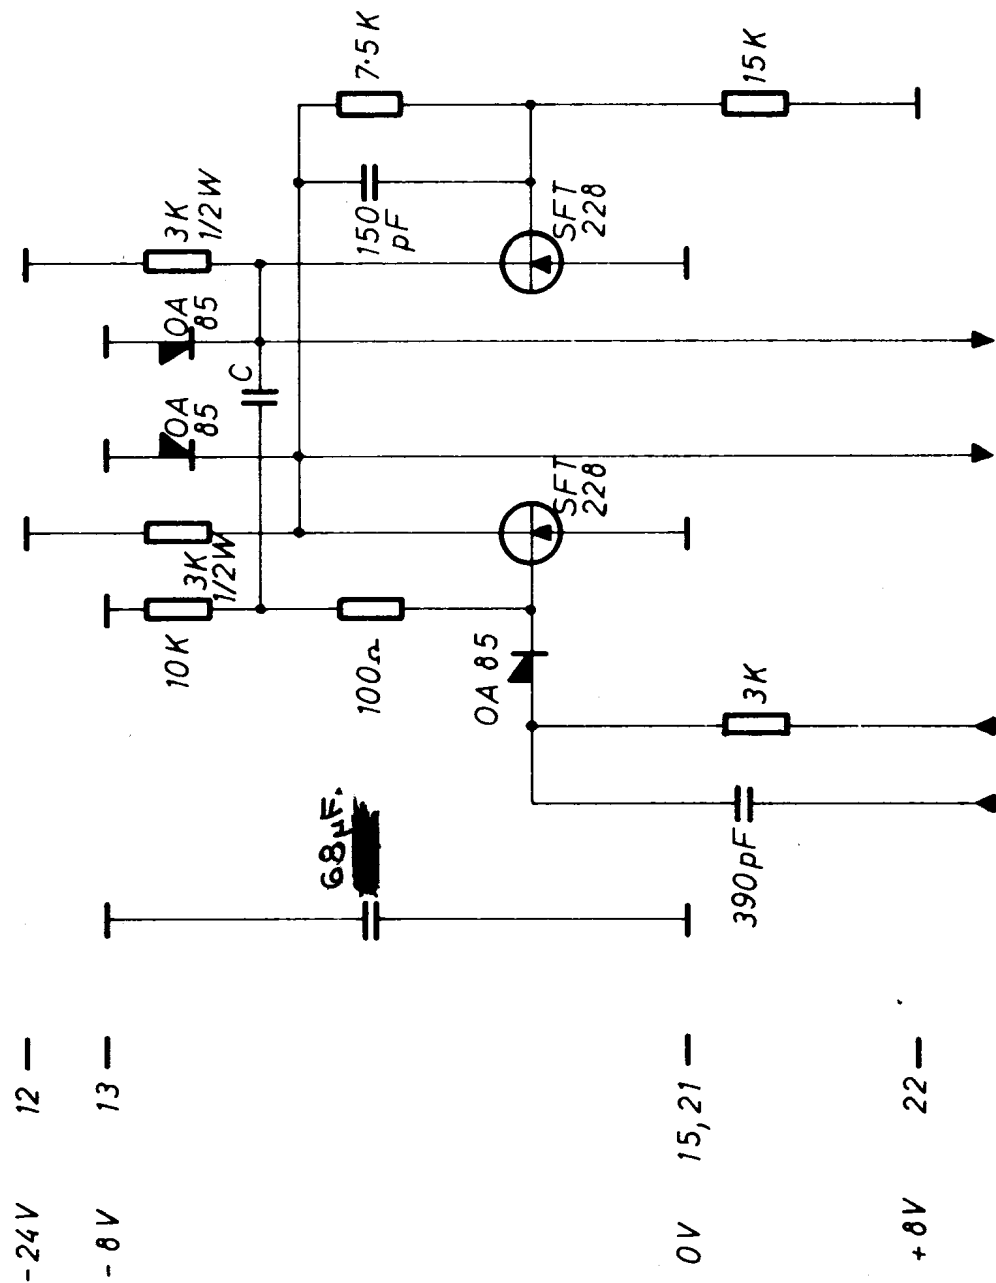 -24V 12
-8V 13
0V 15,21
+8V 22
68μF.
390pF
3K
OA 85
10K
100Ω
3K
1/2W
SFT
228
OA
85
C
OA
85
3K
1/2W
150
pF
SFT
228
7.5K
15K